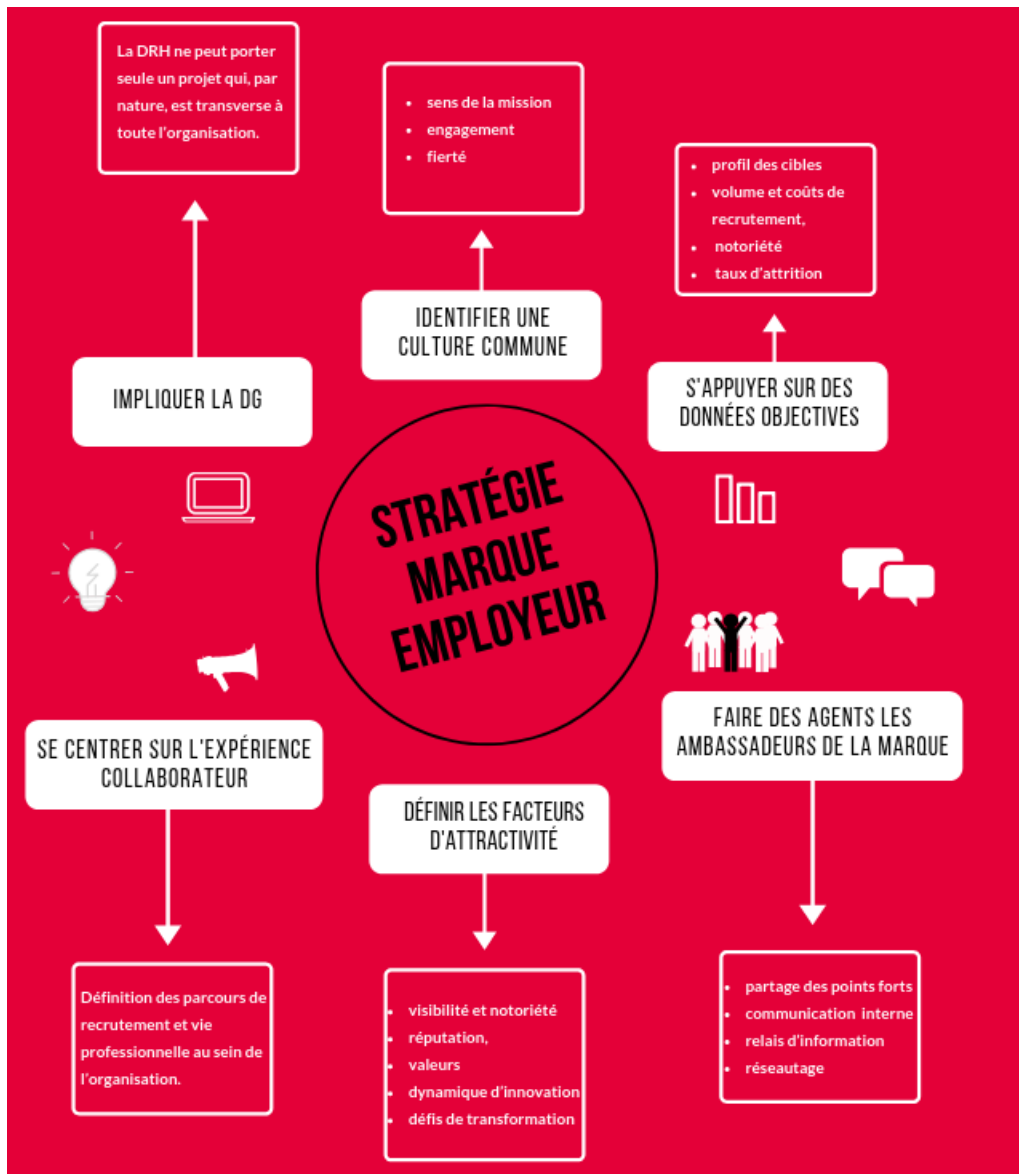 La DRH ne peut porter
seule un projet qui, par
nature, est transverse à
toute l'organisation.
IMPLIQUER LA DG
• sens de la mission
• engagement
• fierté
IDENTIFIER UNE
CULTURE COMMUNE
• profil des cibles
• volume et coûts de
recrutement,
• notoriété
• taux d'attrition
S'APPUYER SUR DES
DONNÉES OBJECTIVES
STRATÉGIE
MARQUE
EMPLOYEUR
SE CENTRER SUR L'EXPÉRIENCE
COLLABORATEUR
Définition des parcours de
recrutement et vie
professionnelle au sein de
l'organisation.
DÉFINIR LES FACTEURS
D'ATTRACTIVITÉ
• visibilité et notoriété
• réputation,
• valeurs
• dynamique d'innovation
• défis de transformation
FAIRE DES AGENTS LES
AMBASSADEURS DE LA MARQUE
• partage des points forts
• communication interne
• relais d'information
• réseautage